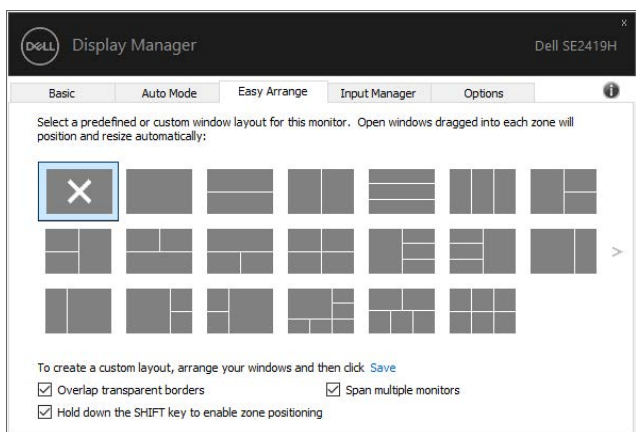 x
DELL Display Manager Dell SE2419H
Basic Auto Mode Easy Arrange Input Manager Options i
Select a predefined or custom window layout for this monitor. Open windows dragged into each zone will
position and resize automatically:
>
To create a custom layout, arrange your windows and then click Save
Overlap transparent borders Span multiple monitors
Hold down the SHIFT key to enable zone positioning